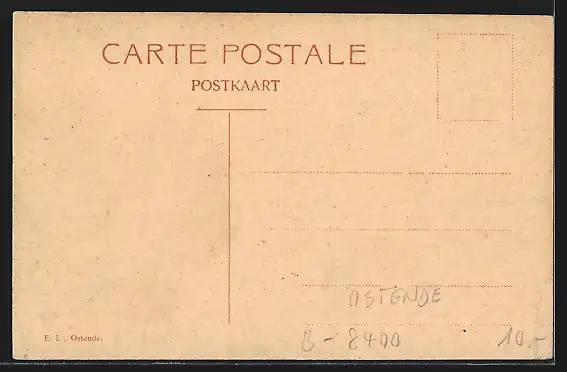 CARTE POSTALE
POSTKAART
OSTENDE
E. L., Ostende.
B - 8400
10.-